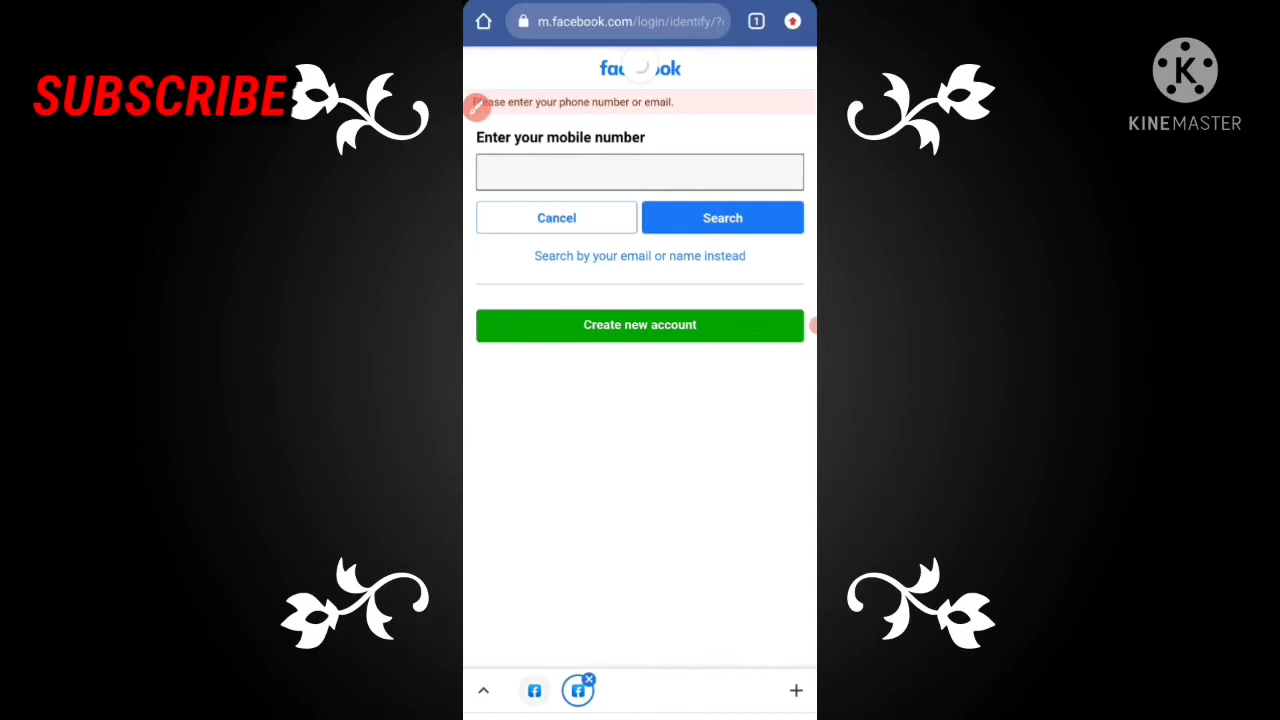 m.facebook.com/login/identify/?
1
SUBSCRIBE
K
KINEMASTER
Please enter your phone number or email.
Enter your mobile number
Cancel
Search
Search by your email or name instead
Create new account